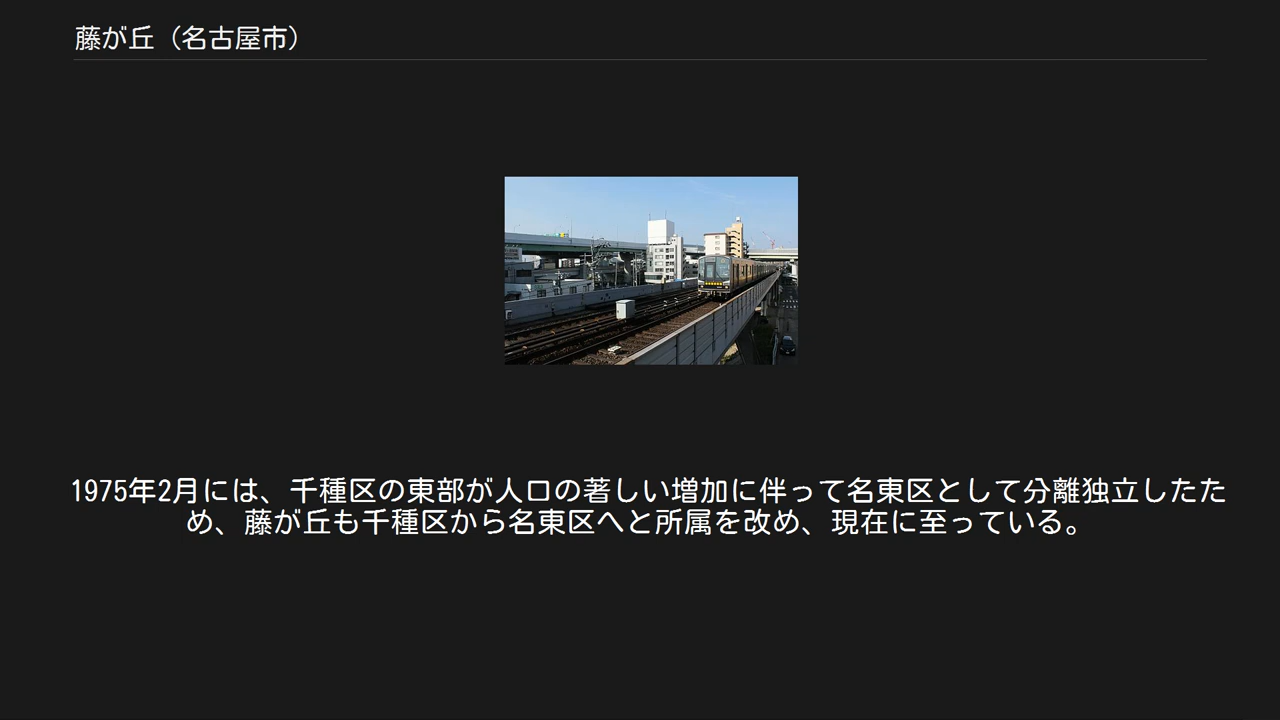 藤が丘（名古屋市）
1975年2月には、千種区の東部が人口の著しい増加に伴って名東区として分離独立したた
め、藤が丘も千種区から名東区へと所属を改め、現在に至っている。